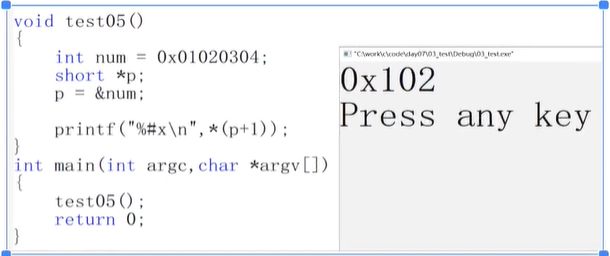 void test05()
{
int num = 0x01020304;
short *p;
p = &num;
printf("%#x\n",*(p+1));
}
int main(int argc,char *argv[])
{
test05();
return 0;
}
"C:\work\c\code\day07\03_test\Debug\03_test.exe"
0x102
Press any key